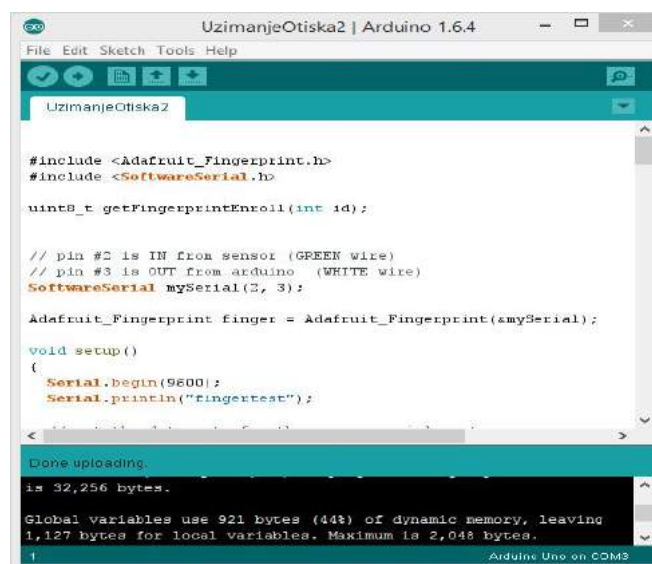 UzimanjeOtiska2 | Arduino 1.6.4
File Edit Sketch Tools Help
UzimanjeOtiska2
#include <Adafruit_Fingerprint.h>
#include <SoftwareSerial.h>
uint8_t getFingerprintEnroll(int id);
// pin #2 is IN from sensor (GREEN wire)
// pin #3 is OUT from arduino (WHITE wire)
SoftwareSerial mySerial(2, 3);
Adafruit_Fingerprint finger = Adafruit_Fingerprint(&mySerial);
void setup()
{
Serial.begin(9600);
Serial.println("fingertest");
Done uploading.
is 32,256 bytes.
Global variables use 921 bytes (44%) of dynamic memory, leaving
1,127 bytes for local variables. Maximum is 2,048 bytes.
1 Arduino Uno on COM3